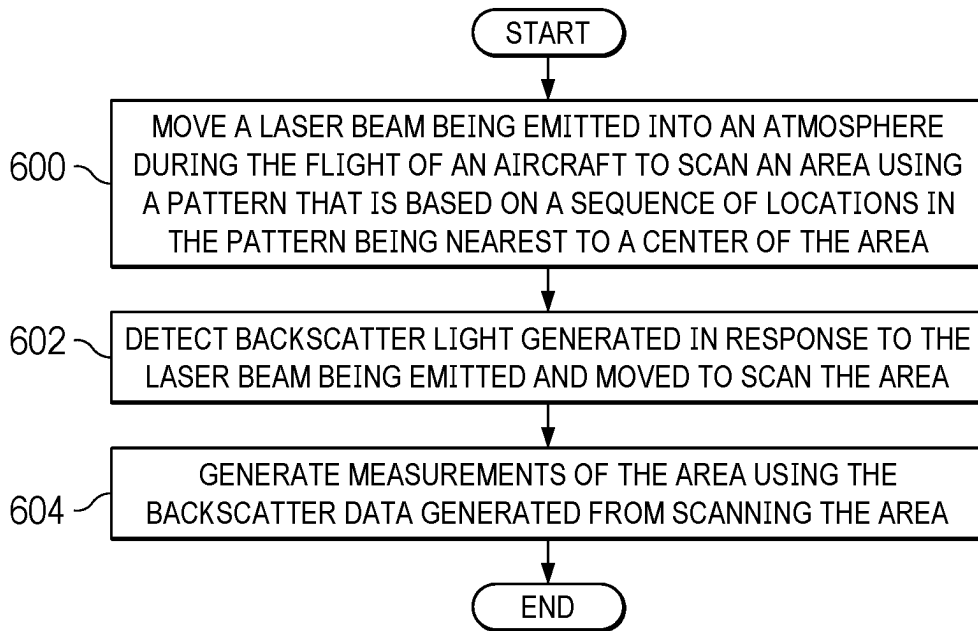 START
600
MOVE A LASER BEAM BEING EMITTED INTO AN ATMOSPHERE
DURING THE FLIGHT OF AN AIRCRAFT TO SCAN AN AREA USING
A PATTERN THAT IS BASED ON A SEQUENCE OF LOCATIONS IN
THE PATTERN BEING NEAREST TO A CENTER OF THE AREA
602
DETECT BACKSCATTER LIGHT GENERATED IN RESPONSE TO THE
LASER BEAM BEING EMITTED AND MOVED TO SCAN THE AREA
604
GENERATE MEASUREMENTS OF THE AREA USING THE
BACKSCATTER DATA GENERATED FROM SCANNING THE AREA
END